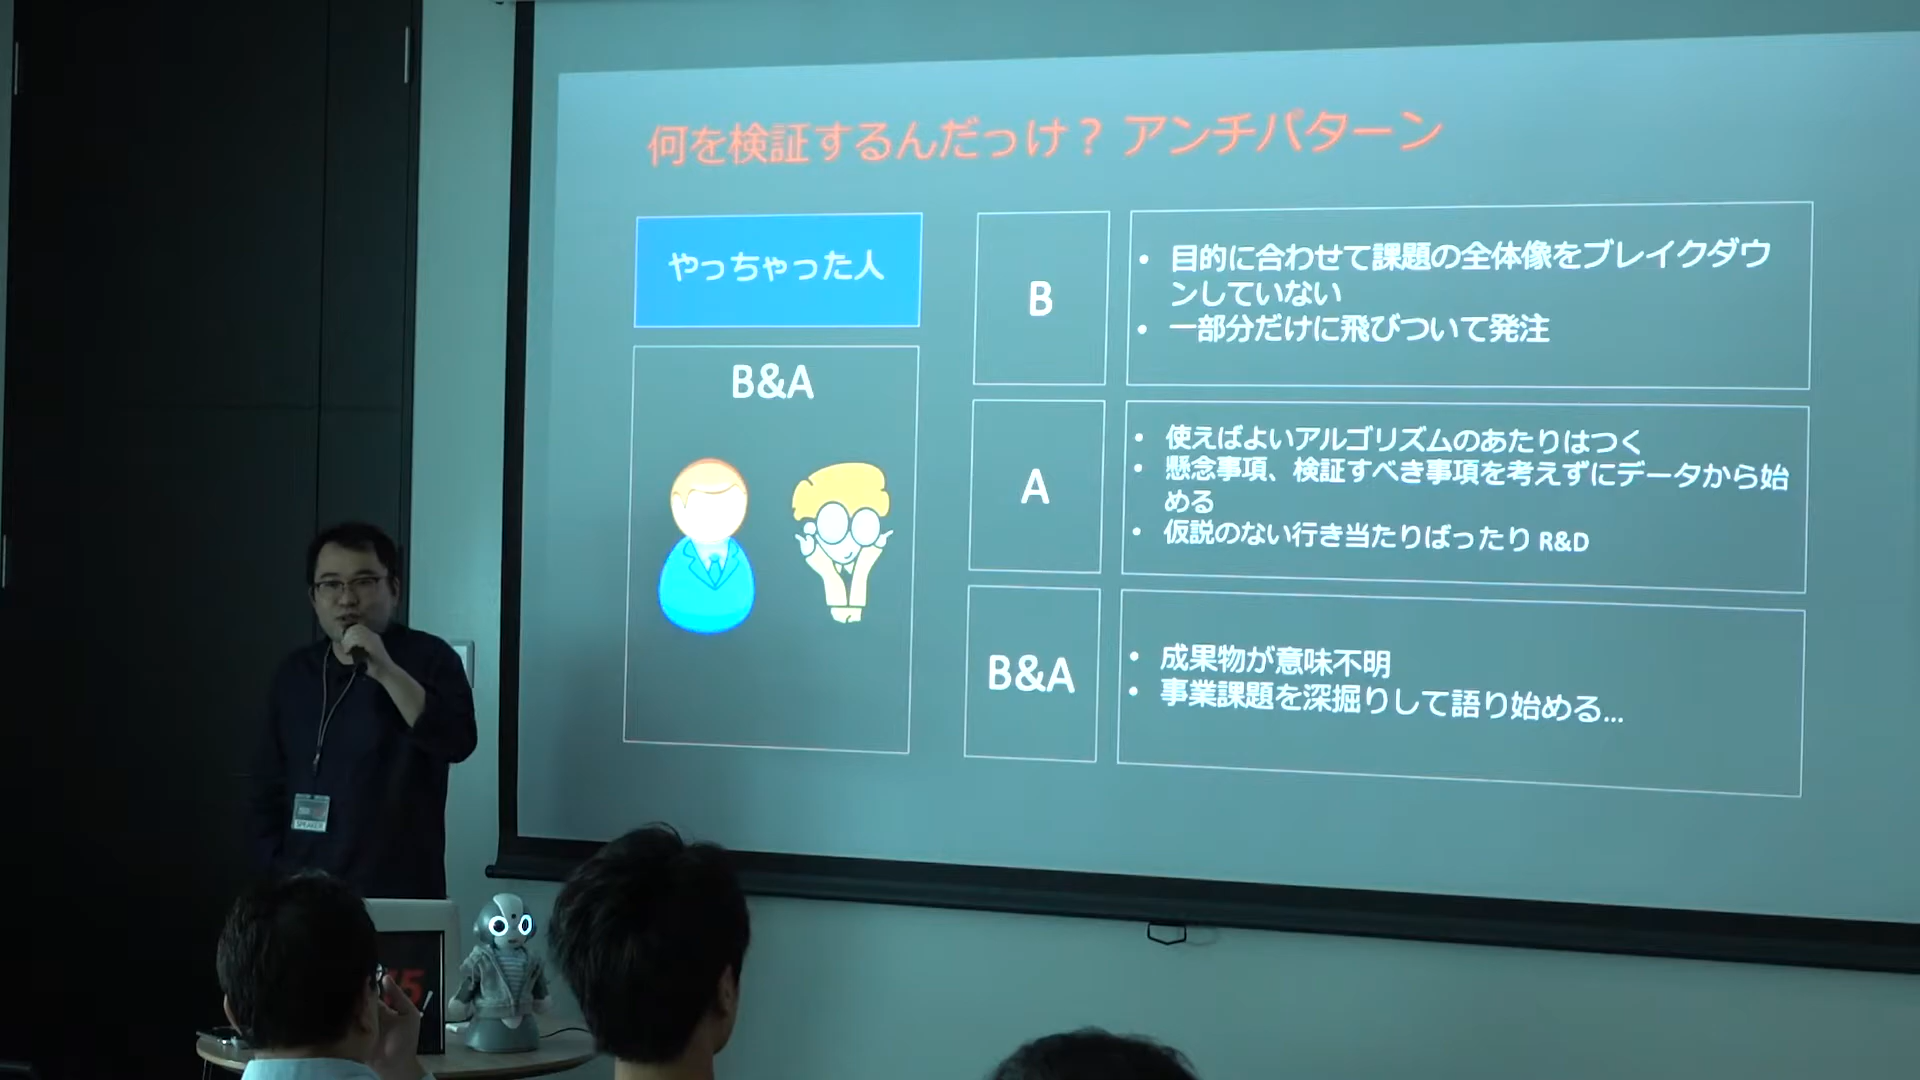 何を検証するんだっけ？ アンチパターン
やっちゃった人
B&A
B
• 目的に合わせて課題の全体像をブレイクダウ
ンしていない
• 一部分だけに飛びついて発注
A
• 使えばよいアルゴリズムのあたりはつく
• 懸念事項、検証すべき事項を考えずにデータから始
める
• 仮説のない行き当たりばったり R&D
B&A
• 成果物が意味不明
• 事業課題を深掘りして語り始める...
SPEAKER